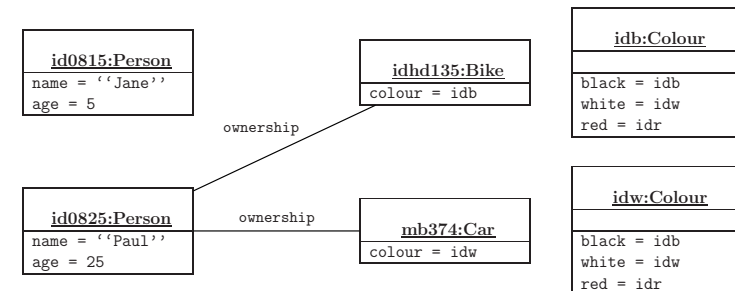 id0815:Person
name = ‘‘Jane’’
age = 5
idhd135:Bike
colour = idb
idb:Colour
black = idb
white = idw
red = idr
ownership
id0825:Person
name = ‘‘Paul’’
age = 25
ownership
mb374:Car
colour = idw
idw:Colour
black = idb
white = idw
red = idr